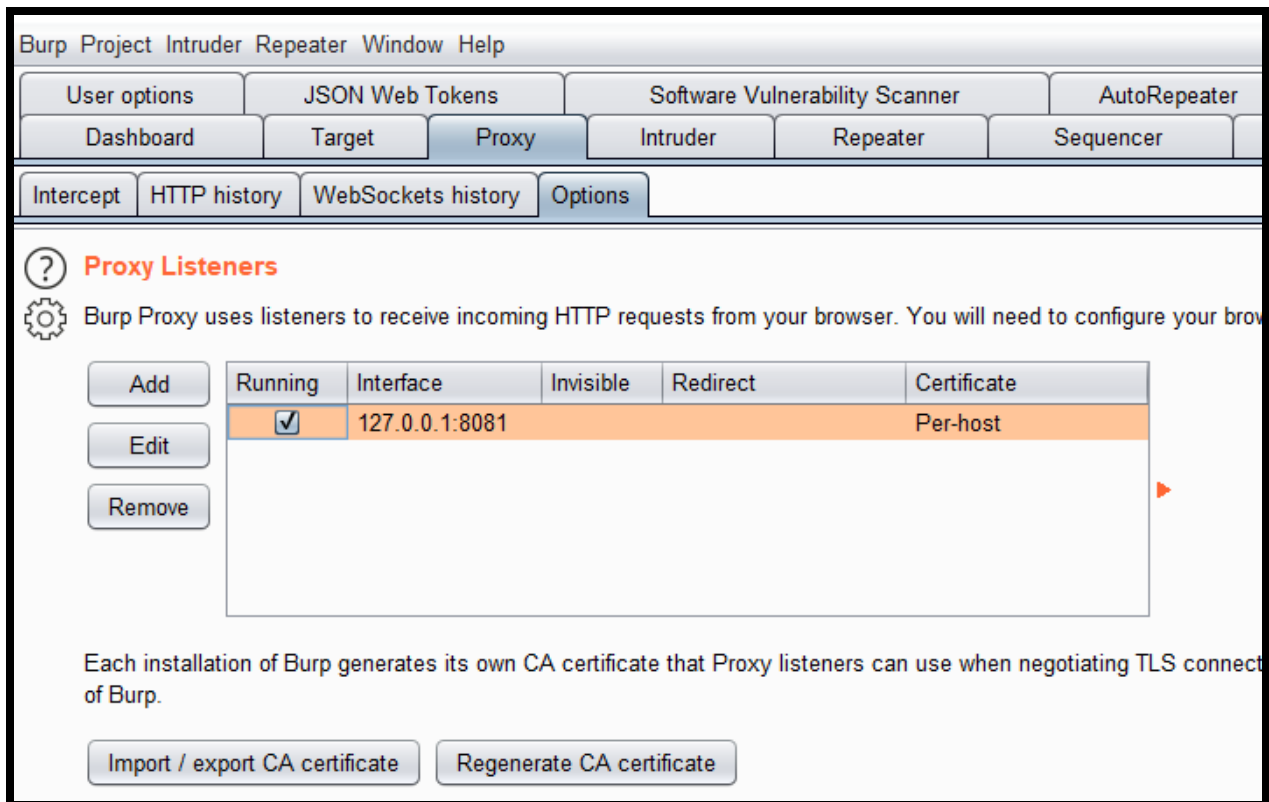 Burp Project Intruder Repeater Window Help
User options JSON Web Tokens Software Vulnerability Scanner AutoRepeater
Dashboard Target Proxy Intruder Repeater Sequencer
Intercept HTTP history WebSockets history Options
? Proxy Listeners
Burp Proxy uses listeners to receive incoming HTTP requests from your browser. You will need to configure your
Add Running Interface Invisible Redirect Certificate
127.0.0.1:8081 Per-host
Edit
Remove
Each installation of Burp generates its own CA certificate that Proxy listeners can use when negotiating TLS
of Burp.
Import / export CA certificate Regenerate CA certificate